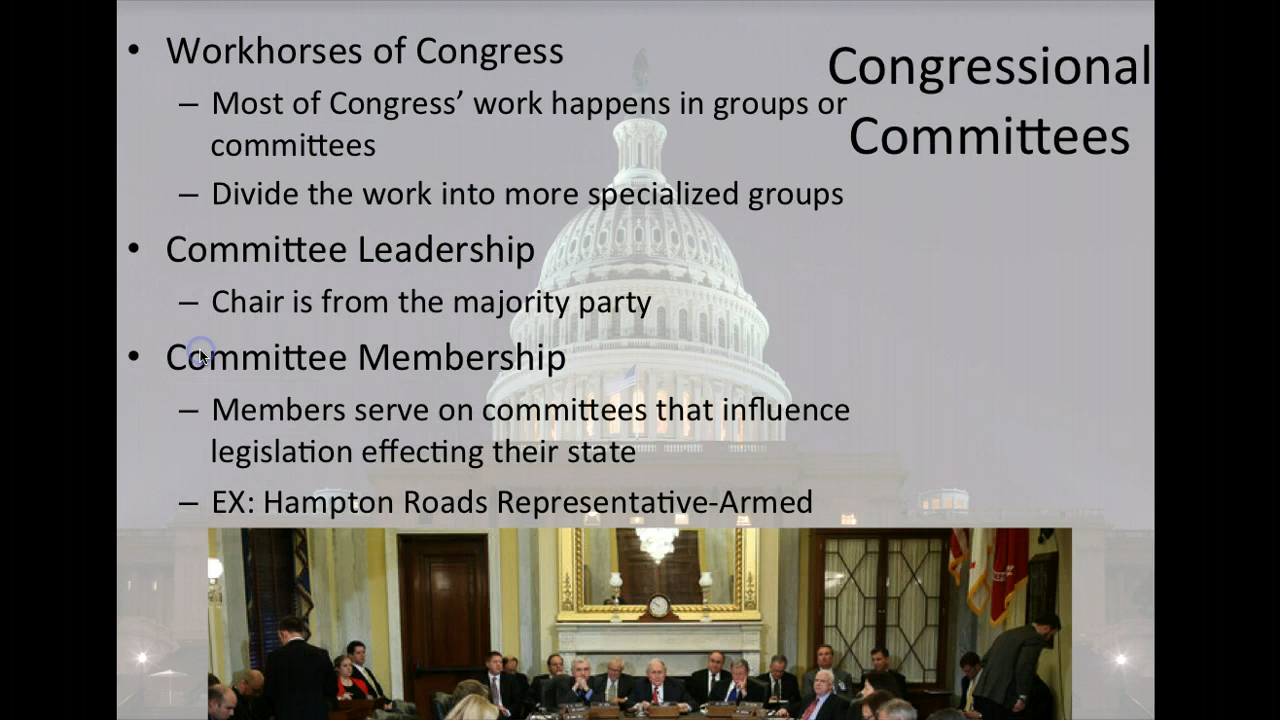 Congressional
Committees
• Workhorses of Congress
– Most of Congress’ work happens in groups or
committees
– Divide the work into more specialized groups
• Committee Leadership
– Chair is from the majority party
• Committee Membership
– Members serve on committees that influence
legislation effecting their state
– EX: Hampton Roads Representative-Armed